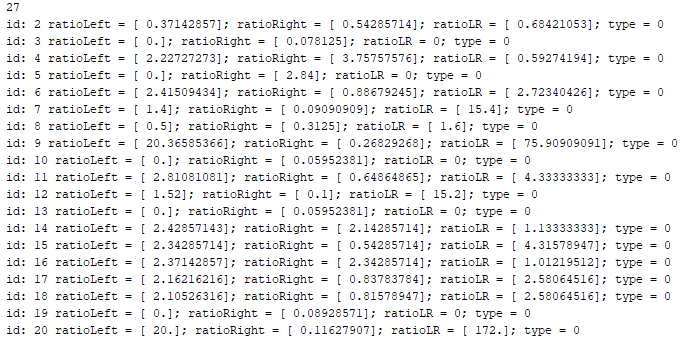 27
id: 2 ratioLeft = [ 0.37142857]; ratioRight = [ 0.54285714]; ratioLR = [ 0.68421053]; type = 0
id: 3 ratioLeft = [ 0.]; ratioRight = [ 0.078125]; ratioLR = 0; type = 0
id: 4 ratioLeft = [ 2.22727273]; ratioRight = [ 3.75757576]; ratioLR = [ 0.59274194]; type = 0
id: 5 ratioLeft = [ 0.]; ratioRight = [ 2.84]; ratioLR = 0; type = 0
id: 6 ratioLeft = [ 2.41509434]; ratioRight = [ 0.88679245]; ratioLR = [ 2.72340426]; type = 0
id: 7 ratioLeft = [ 1.4]; ratioRight = [ 0.09090909]; ratioLR = [ 15.4]; type = 0
id: 8 ratioLeft = [ 0.5]; ratioRight = [ 0.3125]; ratioLR = [ 1.6]; type = 0
id: 9 ratioLeft = [ 20.36585366]; ratioRight = [ 0.26829268]; ratioLR = [ 75.90909091]; type = 0
id: 10 ratioLeft = [ 0.]; ratioRight = [ 0.05952381]; ratioLR = 0; type = 0
id: 11 ratioLeft = [ 2.81081081]; ratioRight = [ 0.64864865]; ratioLR = [ 4.33333333]; type = 0
id: 12 ratioLeft = [ 1.52]; ratioRight = [ 0.1]; ratioLR = [ 15.2]; type = 0
id: 13 ratioLeft = [ 0.]; ratioRight = [ 0.05952381]; ratioLR = 0; type = 0
id: 14 ratioLeft = [ 2.42857143]; ratioRight = [ 2.14285714]; ratioLR = [ 1.13333333]; type = 0
id: 15 ratioLeft = [ 2.34285714]; ratioRight = [ 0.54285714]; ratioLR = [ 4.31578947]; type = 0
id: 16 ratioLeft = [ 2.37142857]; ratioRight = [ 2.34285714]; ratioLR = [ 1.01219512]; type = 0
id: 17 ratioLeft = [ 2.16216216]; ratioRight = [ 0.83783784]; ratioLR = [ 2.58064516]; type = 0
id: 18 ratioLeft = [ 2.10526316]; ratioRight = [ 0.81578947]; ratioLR = [ 2.58064516]; type = 0
id: 19 ratioLeft = [ 0.]; ratioRight = [ 0.08928571]; ratioLR = 0; type = 0
id: 20 ratioLeft = [ 20.]; ratioRight = [ 0.11627907]; ratioLR = [ 172.]; type = 0